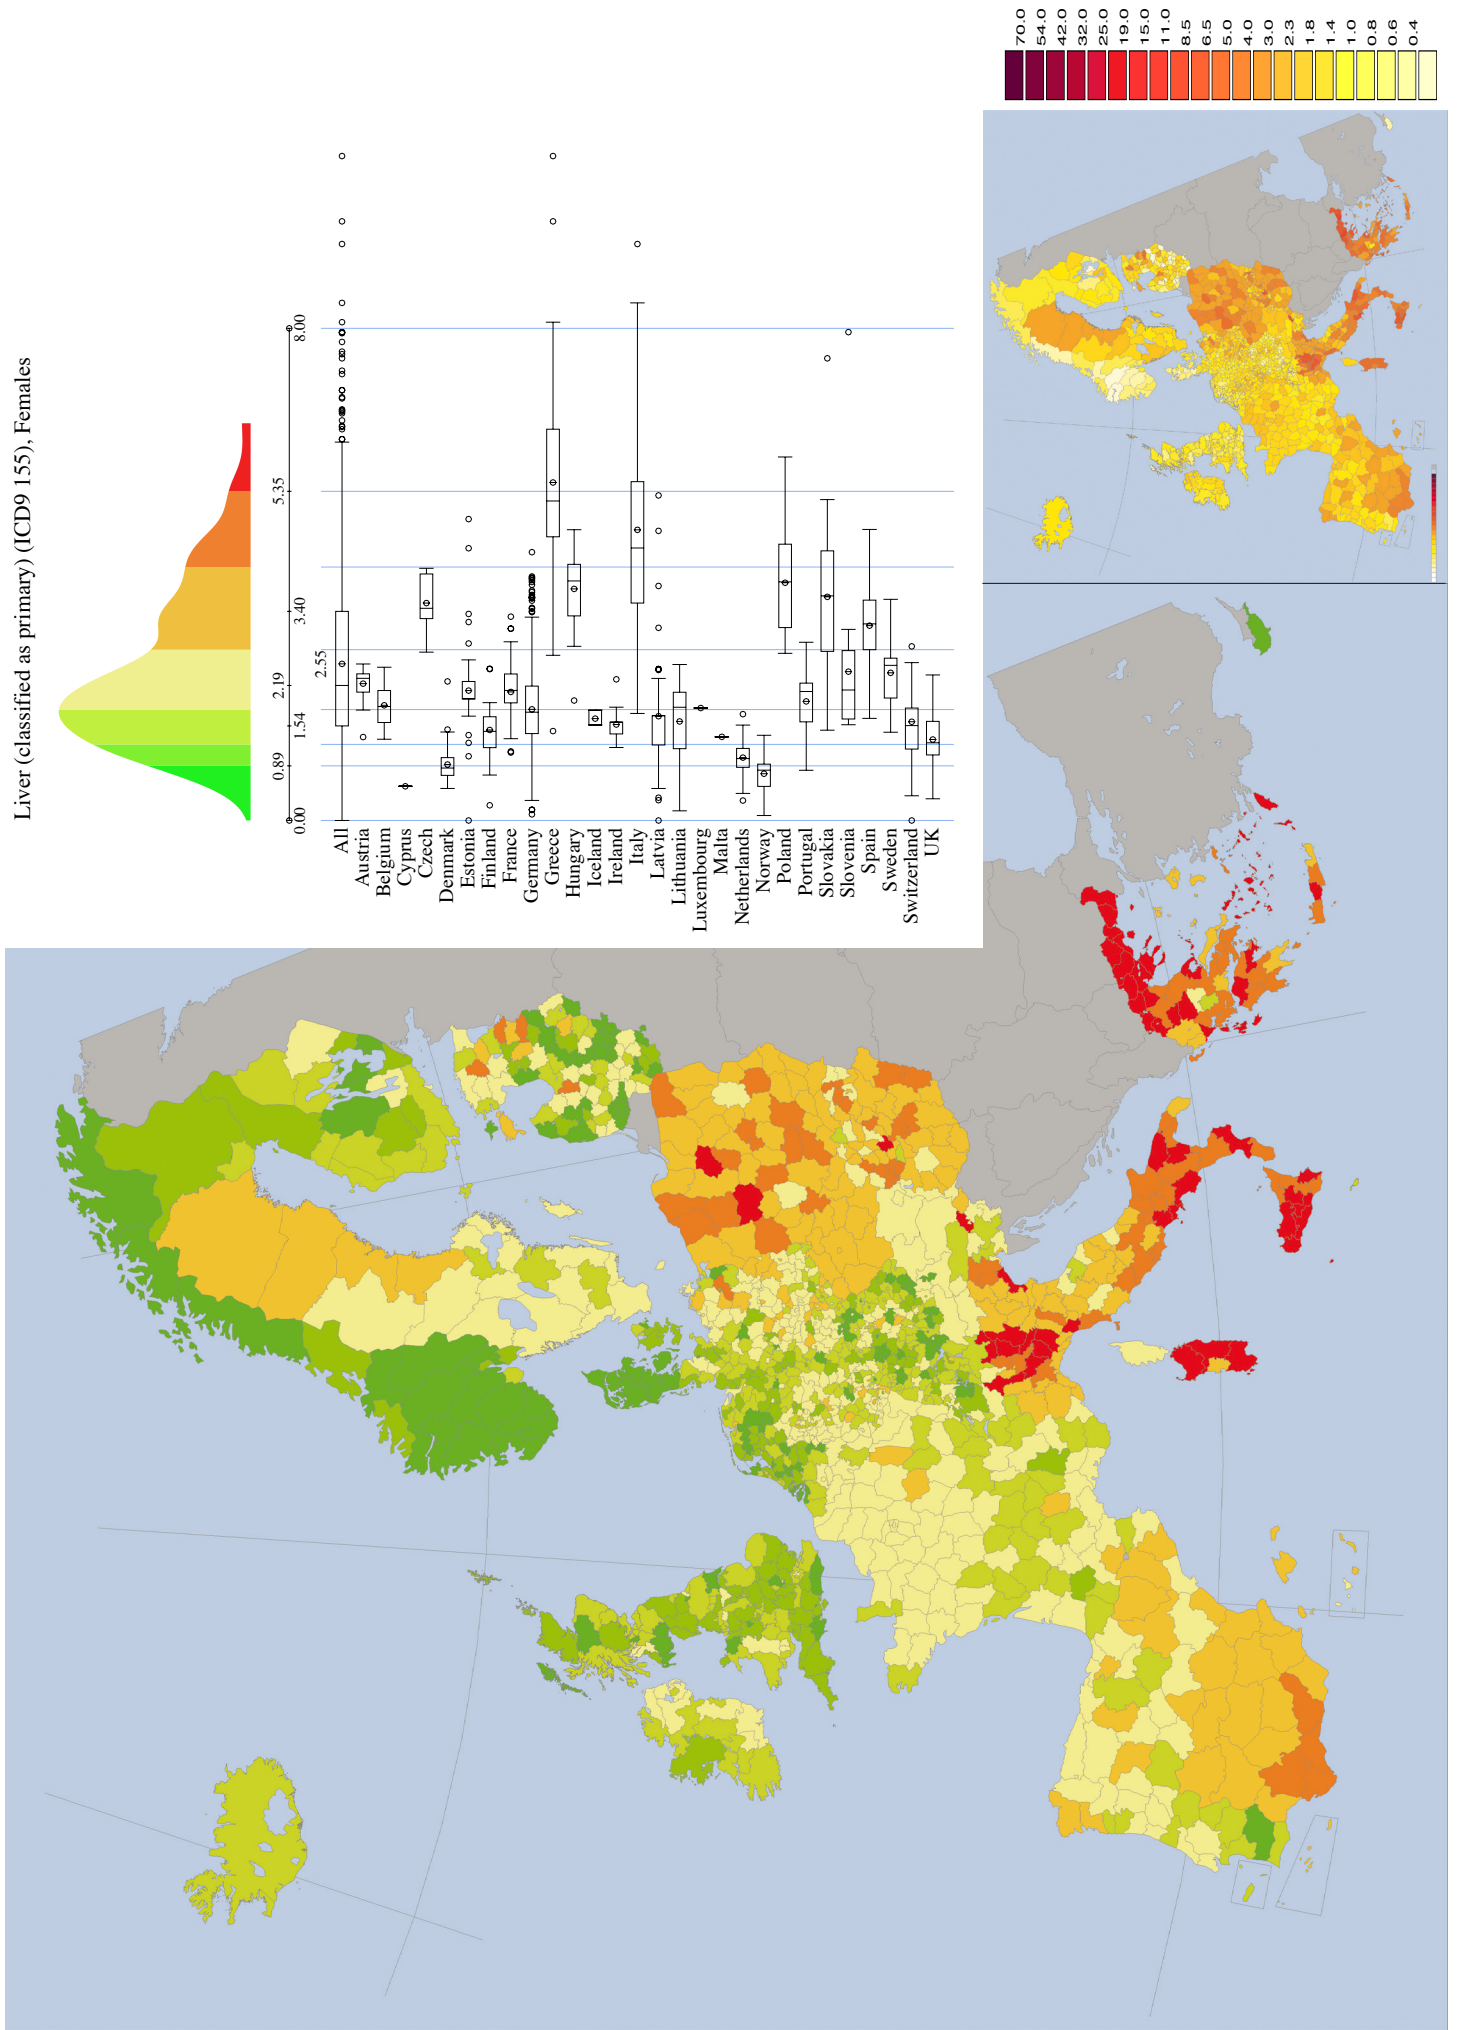 Liver (classified as primary) (ICD9 155), Females
0.00
0.89
1.54
2.19
3.40
5.35
8.00
2.55
All
Austria
Belgium
Cyprus
Czech
Denmark
Estonia
Finland
France
Germany
Greece
Hungary
Iceland
Ireland
Italy
Latvia
Lithuania
Luxembourg
Malta
Netherlands
Norway
Poland
Portugal
Slovakia
Slovenia
Spain
Sweden
Switzerland
UK
70.0
54.0
42.0
32.0
25.0
19.0
15.0
11.0
8.5
6.5
5.0
4.0
3.0
2.3
1.8
1.4
1.0
0.8
0.6
0.4